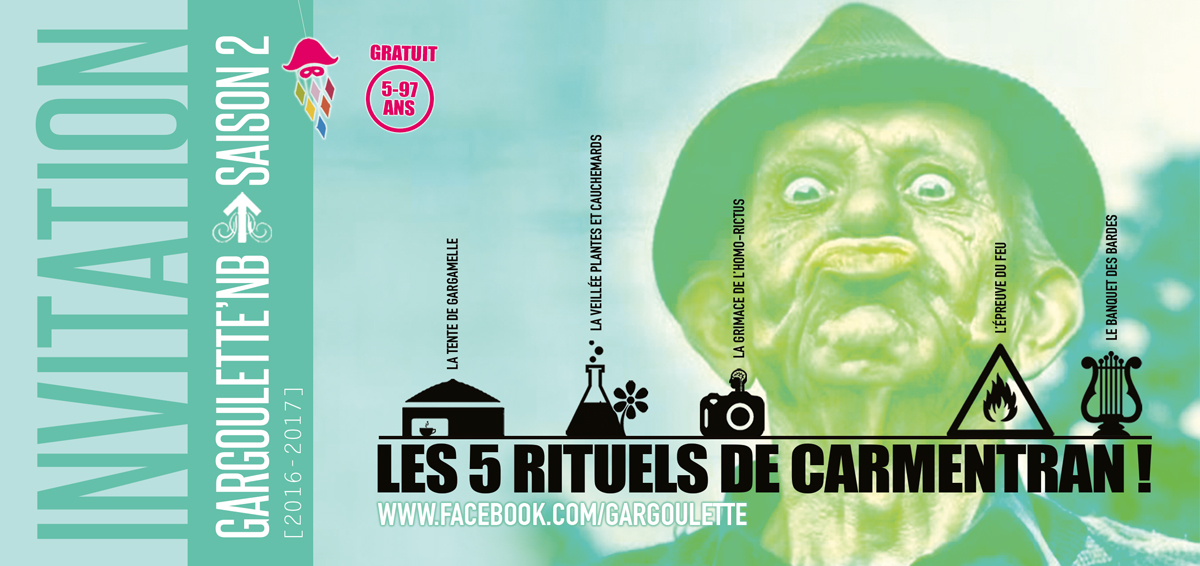 INVITATION
GARGOULETTE'NB SAISON 2
[2016-2017]
GRATUIT
5-97
ANS
LA TENTE DE GARGAMELLE
LA VEILLÉE PLANTES ET CAUCHEMARDS
LA GRIMACE DE L'HOMO-RICTUS
L'ÉPREUVE DU FEU
LE BANQUET DES BARDES
LES 5 RITUELS DE CARMENTRAN !
WWW.FACEBOOK.COM/GARGOULETTE